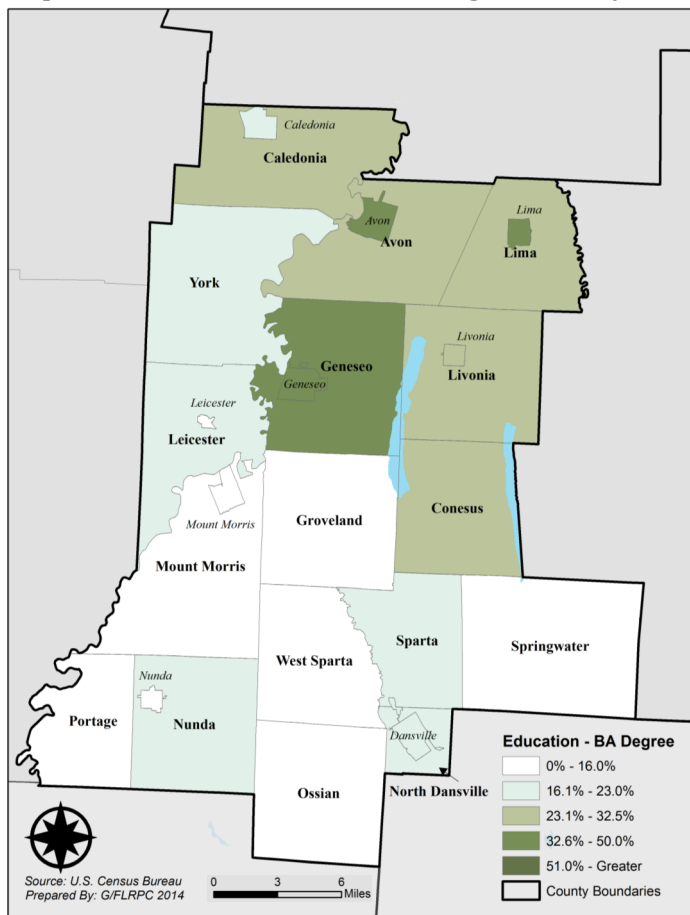 Caledonia
Caledonia
Avon
Avon
Lima
Lima
York
Geneseo
Geneseo
Livonia
Livonia
Leicester
Leicester
Mount Morris
Mount Morris
Groveland
Conesus
West Sparta
Sparta
Springwater
Nunda
Nunda
Portage
Dansville
North Dansville
Ossian
Education - BA Degree
0% - 16.0%
16.1% - 23.0%
23.1% - 32.5%
32.6% - 50.0%
51.0% - Greater
County Boundaries
Source: U.S. Census Bureau
Prepared By: G/FLRPC 2014
0 3 6
Miles